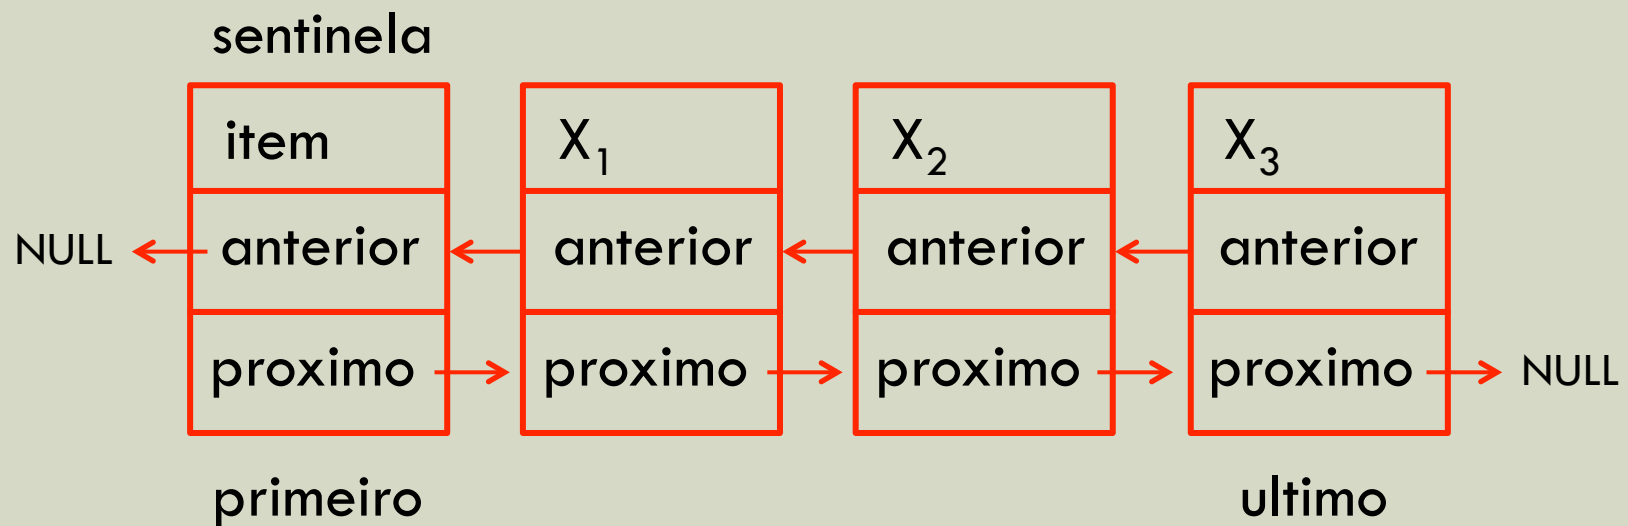 sentinela
item X₁ X₂ X₃
NULL anterior anterior anterior anterior
proximo proximo proximo proximo NULL
primeiro ultimo